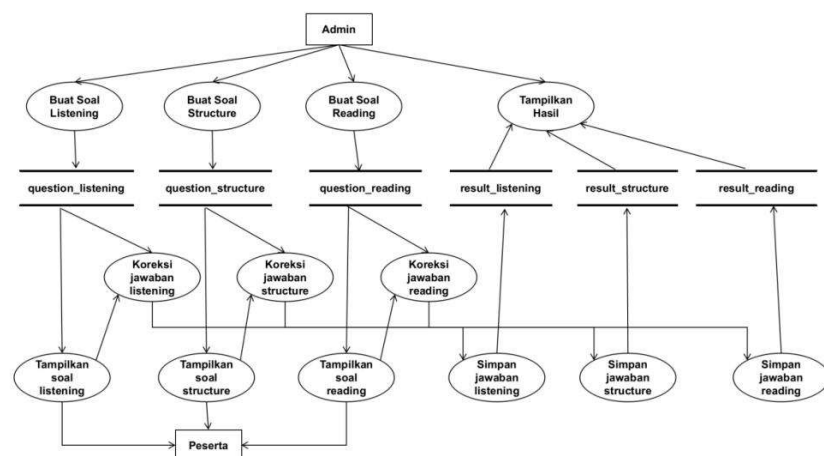 Admin
Buat Soal
Listening
Buat Soal
Structure
Buat Soal
Reading
Tampilkan
Hasil
question_listening
question_structure
question_reading
result_listening
result_structure
result_reading
Koreksi
jawaban
listening
Koreksi
jawaban
structure
Koreksi
jawaban
reading
Tampilkan
soal
listening
Tampilkan
soal
structure
Tampilkan
soal
reading
Simpan
jawaban
listening
Simpan
jawaban
structure
Simpan
jawaban
reading
Peserta